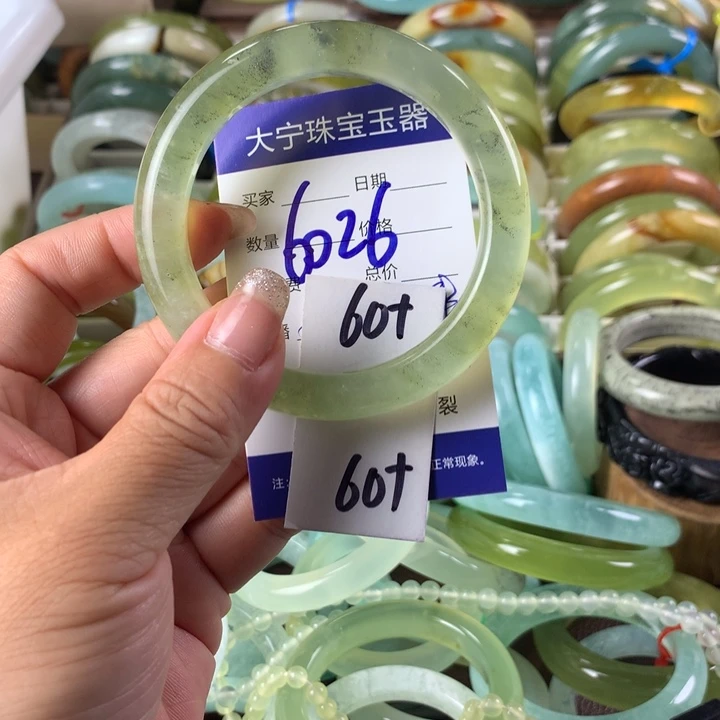 大宁珠宝玉器
买家 日期
数量 价格
6026
费 总价
60+
裂
60+
注: 正常现象。